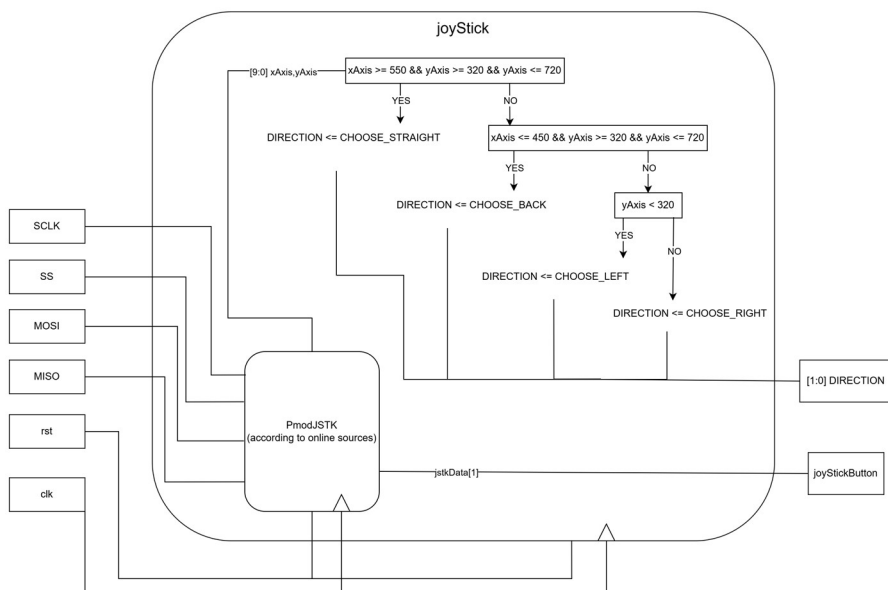 joyStick
[9:0] xAxis,yAxis
xAxis >= 550 && yAxis >= 320 && yAxis <= 720
YES
NO
DIRECTION <= CHOOSE_STRAIGHT
xAxis <= 450 && yAxis >= 320 && yAxis <= 720
YES
NO
DIRECTION <= CHOOSE_BACK
yAxis < 320
YES
NO
DIRECTION <= CHOOSE_LEFT
DIRECTION <= CHOOSE_RIGHT
SCLK
SS
MOSI
MISO
rst
clk
PmodJSTK
(according to online sources)
[1:0] DIRECTION
jstkData[1]
joyStickButton